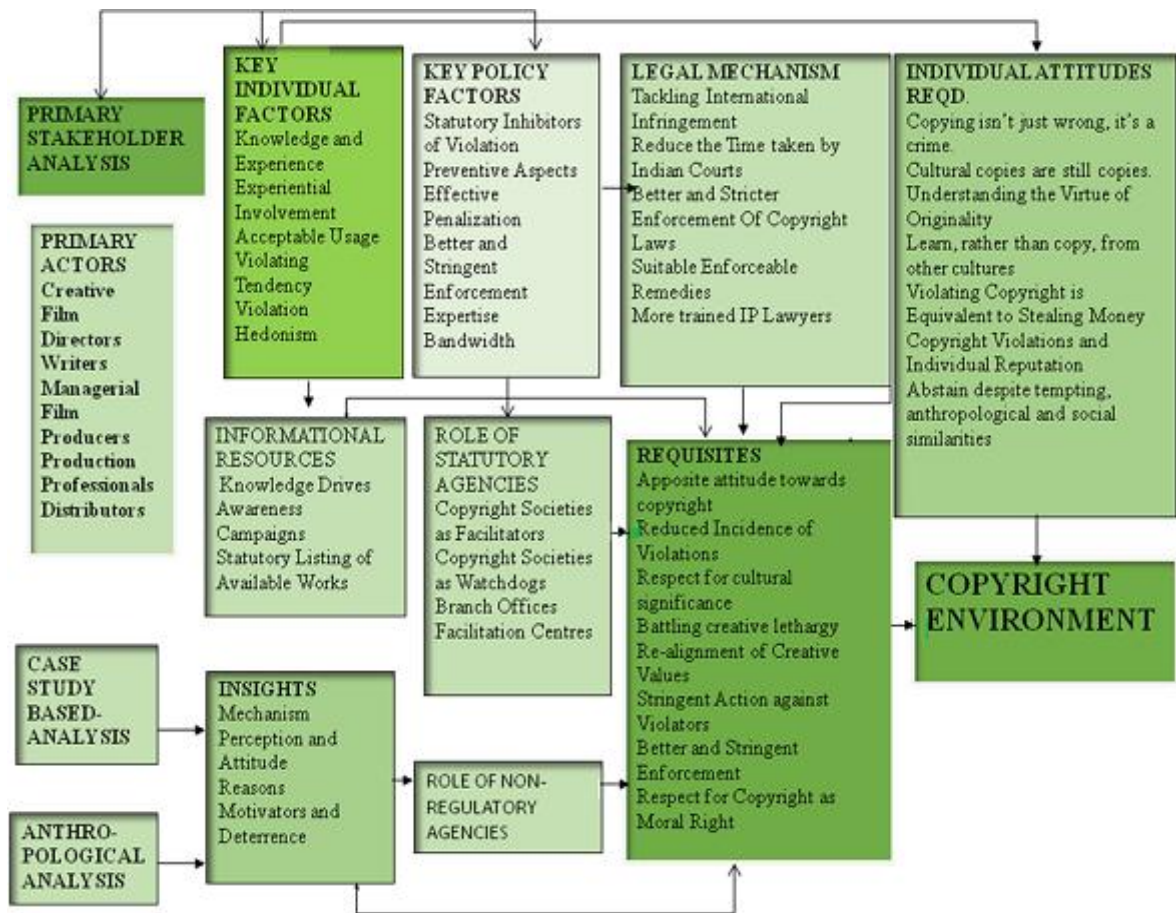 PRIMARY
STAKEHOLDER
ANALYSIS
PRIMARY
ACTORS
Creative
Film
Directors
Writers
Managerial
Film
Producers
Production
Professionals
Distributors
KEY
INDIVIDUAL
FACTORS
Knowledge and
Experience
Experiential
Involvement
Acceptable Usage
Violating
Tendency
Violation
Hedonism
KEY POLICY
FACTORS
Statutory Inhibitors
of Violation
Preventive Aspects
Effective
Penalization
Better and
Stringent
Enforcement
Expertise
Bandwidth
LEGAL MECHANISM
Tackling International
Infringement
Reduce the Time taken by
Indian Courts
Better and Stricter
Enforcement Of Copyright
Laws
Suitable Enforceable
Remedies
More trained IP Lawyers
INDIVIDUAL ATTITUDES
REQD.
Copying isn't just wrong, it's a
crime.
Cultural copies are still copies.
Understanding the Virtue of
Originality
Learn, rather than copy, from
other cultures
Violating Copyright is
Equivalent to Stealing Money
Copyright Violations and
Individual Reputation
Abstain despite tempting,
anthropological and social
similarities
INFORMATIONAL
RESOURCES
Knowledge Drives
Awareness
Campaigns
Statutory Listing of
Available Works
ROLE OF
STATUTORY
AGENCIES
Copyright Societies
as Facilitators
Copyright Societies
as Watchdogs
Branch Offices
Facilitation Centres
REQUISITES
Apposite attitude towards
copyright
Reduced Incidence of
Violations
Respect for cultural
significance
Battling creative lethargy
Re-alignment of Creative
Values
Stringent Action against
Violators
Better and Stringent
Enforcement
Respect for Copyright as
Moral Right
COPYRIGHT
ENVIRONMENT
CASE
STUDY
BASED-
ANALYSIS
ANTHRO-
POLOGICAL
ANALYSIS
INSIGHTS
Mechanism
Perception and
Attitude
Reasons
Motivators and
Deterrence
ROLE OF NON-
REGULATORY
AGENCIES